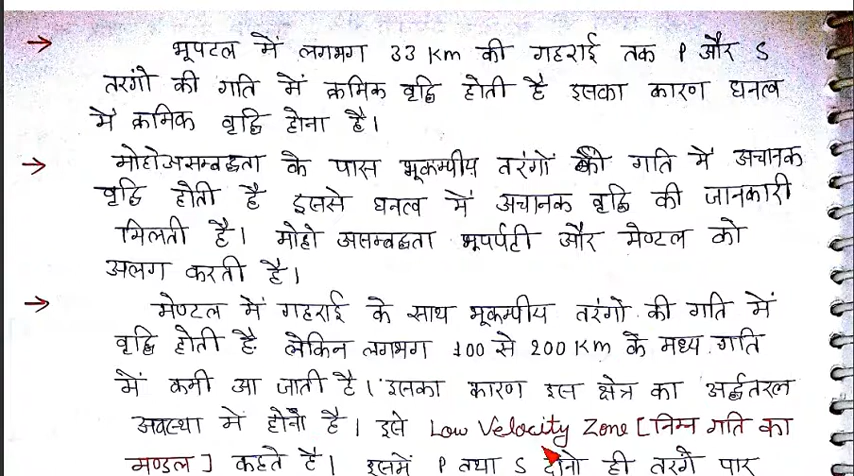 → भूपटल में लगभग 33 Km की गहराई तक P और S
तरंगो की गति में क्रमिक वृद्धि होती है इसका कारण घनत्व
में क्रमिक वृद्धि होना है।
→ मोहोअसम्बद्धता के पास भूकम्पीय तरंगों की गति में अचानक
वृद्धि होती है इससे घनत्व में अचानक वृद्धि की जानकारी
मिलती है। मोहो असम्बद्धता भूपर्पटी और मेण्टल को
अलग करती है।
→ मेण्टल में गहराई के साथ भूकम्पीय तरंगो की गति में
वृद्धि होती है लेकिन लगभग 100 से 200 Km के मध्य गति
में कमी आ जाती है। इसका कारण इस क्षेत्र का अर्द्धतरल
अवस्था में होना है। इसे Low Velocity Zone [निम्न गति का
मण्डल] कहते है। इसमें P तथा S दोनो ही तरंगे पार